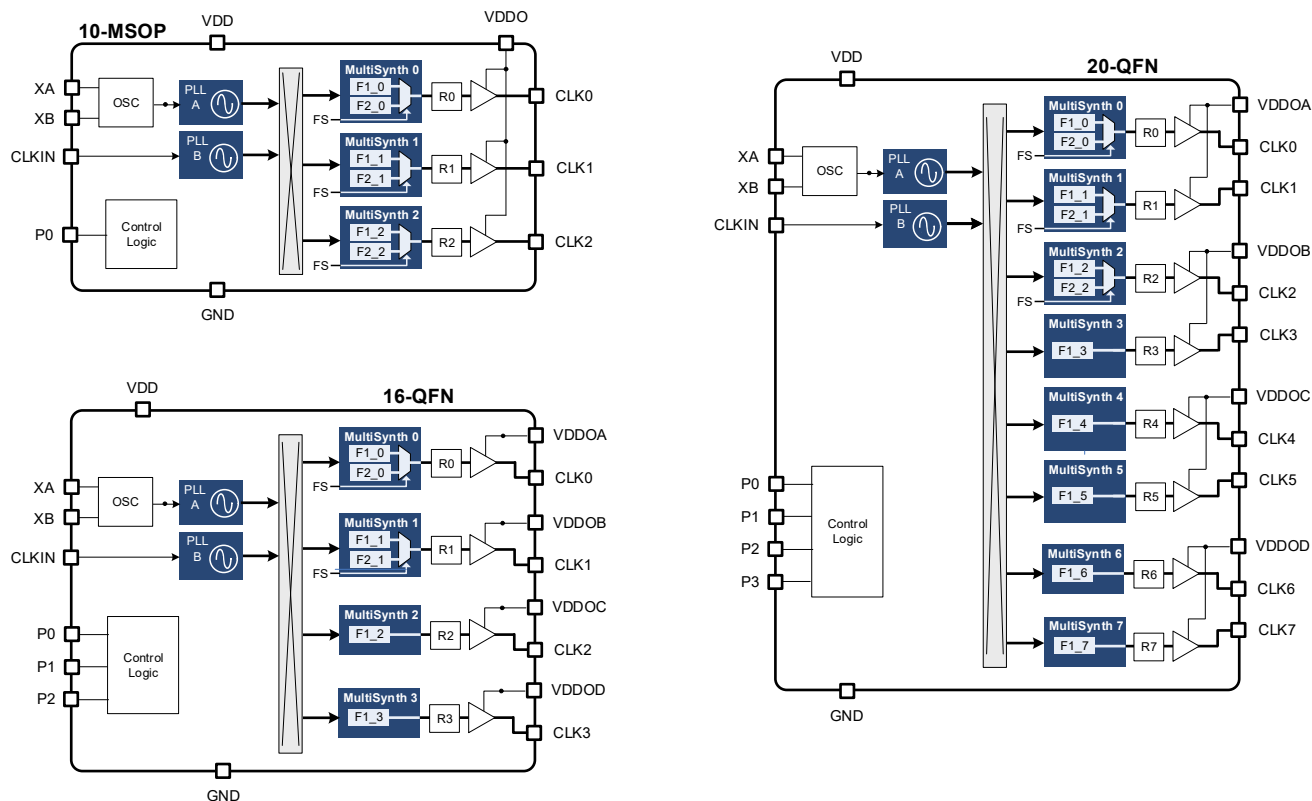 10-MSOP
VDD
VDDO
XA
XB
CLKIN
P0
OSC
PLL
A
PLL
B
Control
Logic
MultiSynth 0
F1_0
F2_0
FS
R0
CLK0
MultiSynth 1
F1_1
F2_1
FS
R1
CLK1
MultiSynth 2
F1_2
F2_2
FS
R2
CLK2
GND
16-QFN
VDD
XA
XB
CLKIN
P0
P1
P2
OSC
PLL
A
PLL
B
Control
Logic
MultiSynth 0
F1_0
F2_0
FS
R0
VDDOA
CLK0
MultiSynth 1
F1_1
F2_1
FS
R1
VDDOB
CLK1
MultiSynth 2
F1_2
R2
VDDOC
CLK2
MultiSynth 3
F1_3
R3
VDDOD
CLK3
GND
20-QFN
VDD
XA
XB
CLKIN
P0
P1
P2
P3
OSC
PLL
A
PLL
B
Control
Logic
MultiSynth 0
F1_0
F2_0
FS
R0
VDDOA
CLK0
MultiSynth 1
F1_1
F2_1
FS
R1
CLK1
MultiSynth 2
F1_2
F2_2
FS
R2
VDDOB
CLK2
MultiSynth 3
F1_3
R3
CLK3
MultiSynth 4
F1_4
R4
VDDOC
CLK4
MultiSynth 5
F1_5
R5
CLK5
MultiSynth 6
F1_6
R6
VDDOD
CLK6
MultiSynth 7
F1_7
R7
CLK7
GND